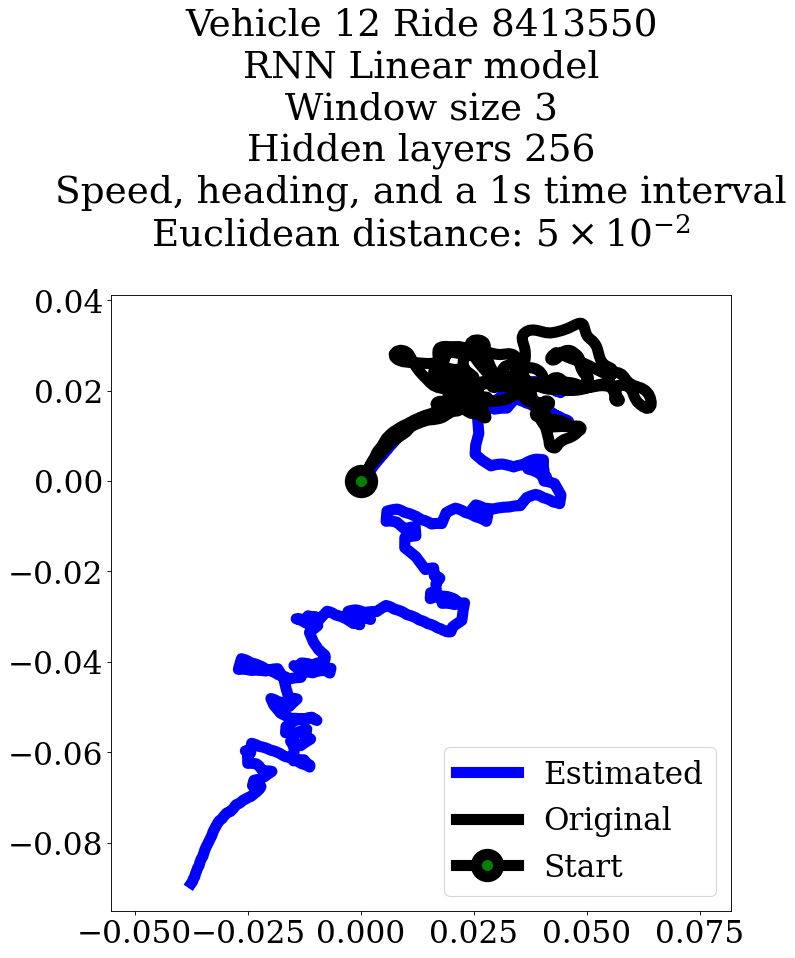 Vehicle 12 Ride 8413550
RNN Linear model
Window size 3
Hidden layers 256
Speed, heading, and a 1s time interval
Euclidean distance: 5 × 10⁻²
0.04
0.02
0.00
−0.02
−0.04
−0.06
−0.08
Estimated
Original
Start
−0.050 −0.025 0.000 0.025 0.050 0.075